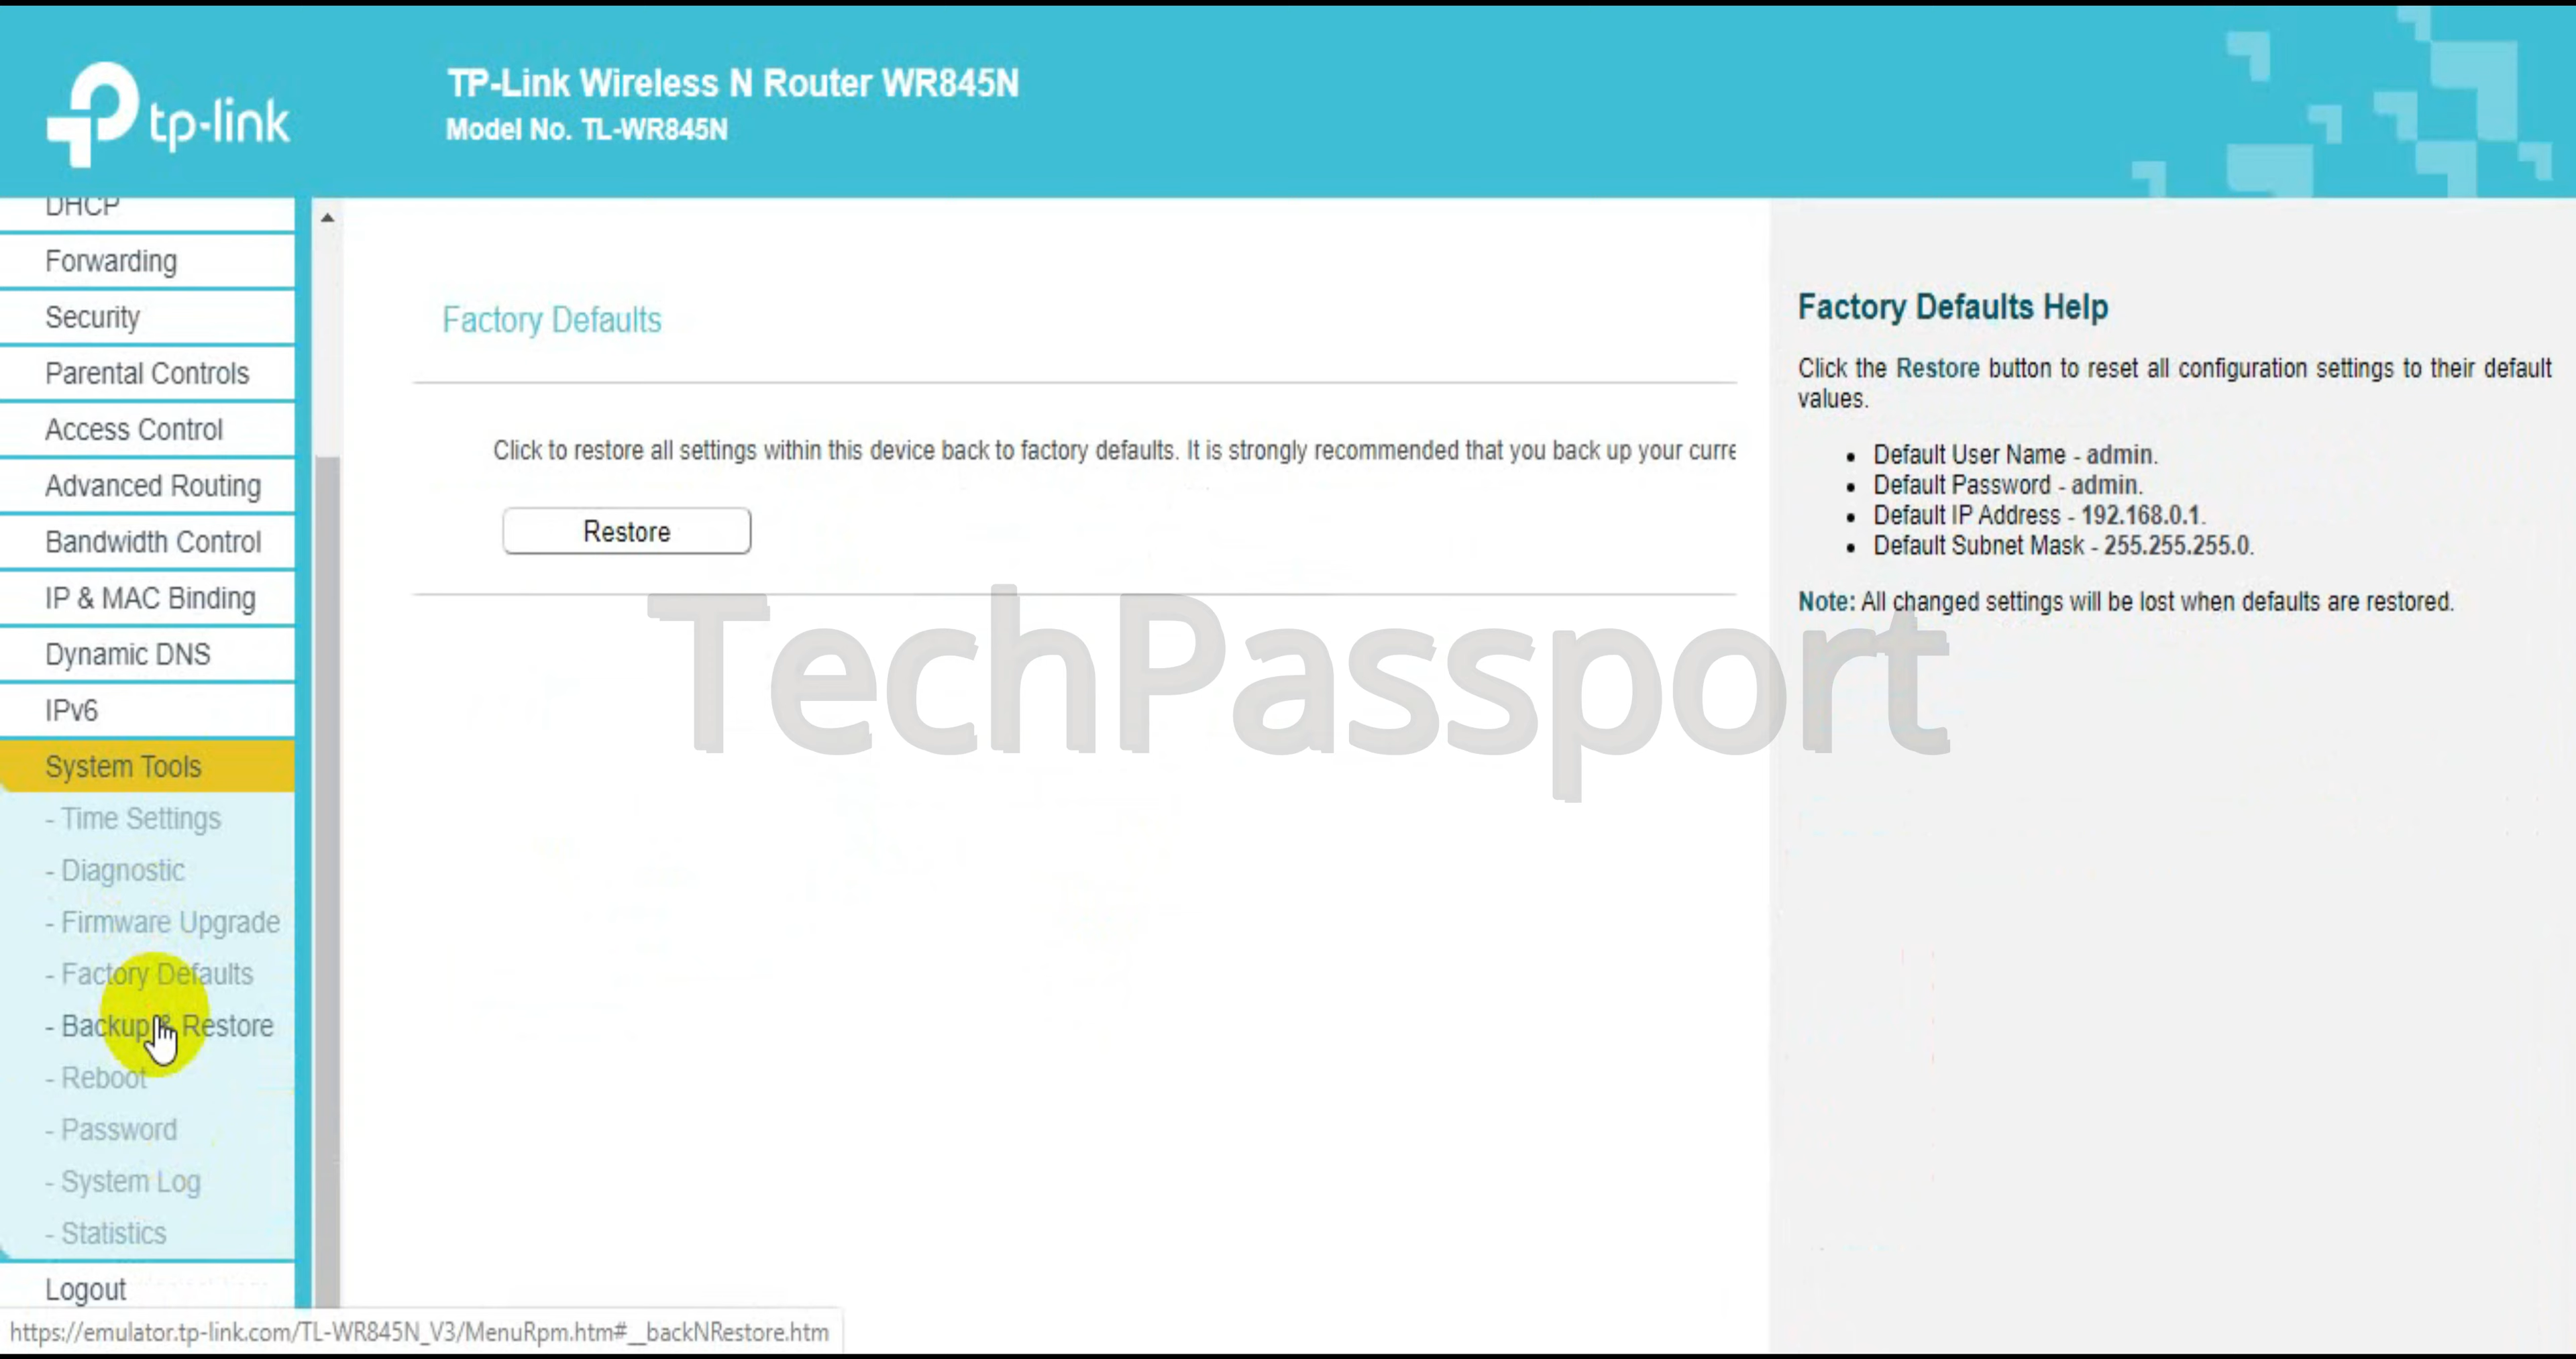 tp-link
TP-Link Wireless N Router WR845N
Model No. TL-WR845N
DHCP
Forwarding
Security
Parental Controls
Access Control
Advanced Routing
Bandwidth Control
IP & MAC Binding
Dynamic DNS
IPv6
System Tools
- Time Settings
- Diagnostic
- Firmware Upgrade
- Factory Defaults
- Backup & Restore
- Reboot
- Password
- System Log
- Statistics
Logout
Factory Defaults
Click to restore all settings within this device back to factory defaults. It is strongly recommended that you back up your curre
Restore
TechPassport
Factory Defaults Help
Click the Restore button to reset all configuration settings to their default
values.
• Default User Name - admin.
• Default Password - admin.
• Default IP Address - 192.168.0.1.
• Default Subnet Mask - 255.255.255.0.
Note: All changed settings will be lost when defaults are restored.
https://emulator.tp-link.com/TL-WR845N_V3/MenuRpm.htm#__backNRestore.htm